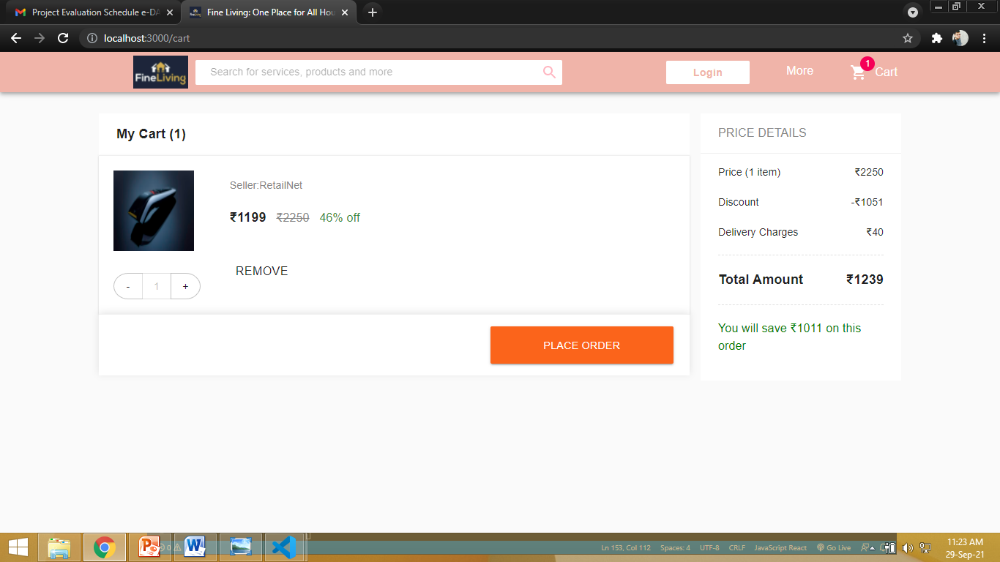 Project Evaluation Schedule e-DA
Fine Living: One Place for All Hou
localhost:3000/cart
FineLiving
Search for services, products and more
Login
More
1
Cart
My Cart (1)
Seller:RetailNet
₹1199 ₹2250 46% off
REMOVE
- 1 +
PLACE ORDER
PRICE DETAILS
Price (1 item) ₹2250
Discount -₹1051
Delivery Charges ₹40
Total Amount ₹1239
You will save ₹1011 on this
order
0
Ln 153, Col 112 Spaces: 4 UTF-8 CRLF JavaScript React Go Live
11:23 AM
29-Sep-21